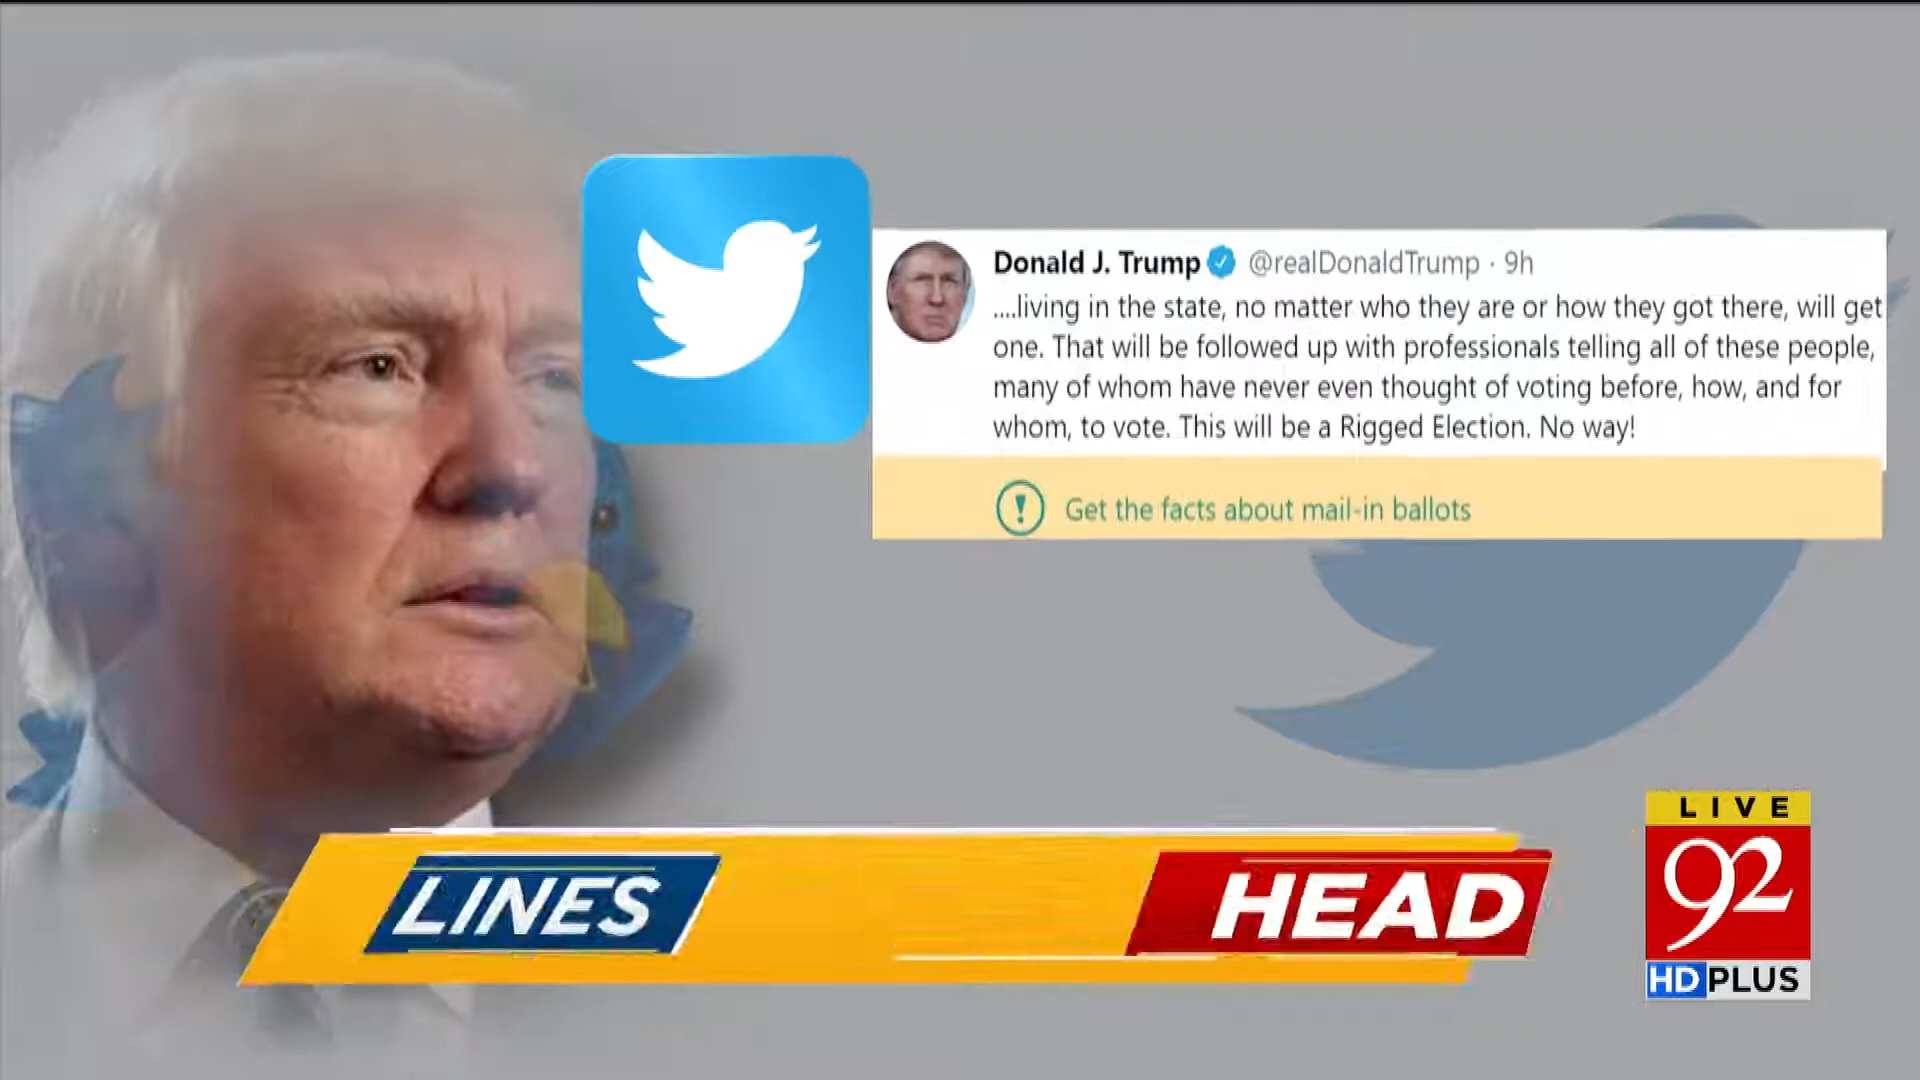 Donald J. Trump @realDonaldTrump · 9h
....living in the state, no matter who they are or how they got there, will get
one. That will be followed up with professionals telling all of these people,
many of whom have never even thought of voting before, how, and for
whom, to vote. This will be a Rigged Election. No way!
Get the facts about mail-in ballots
LINES
HEAD
LIVE
92
HD PLUS